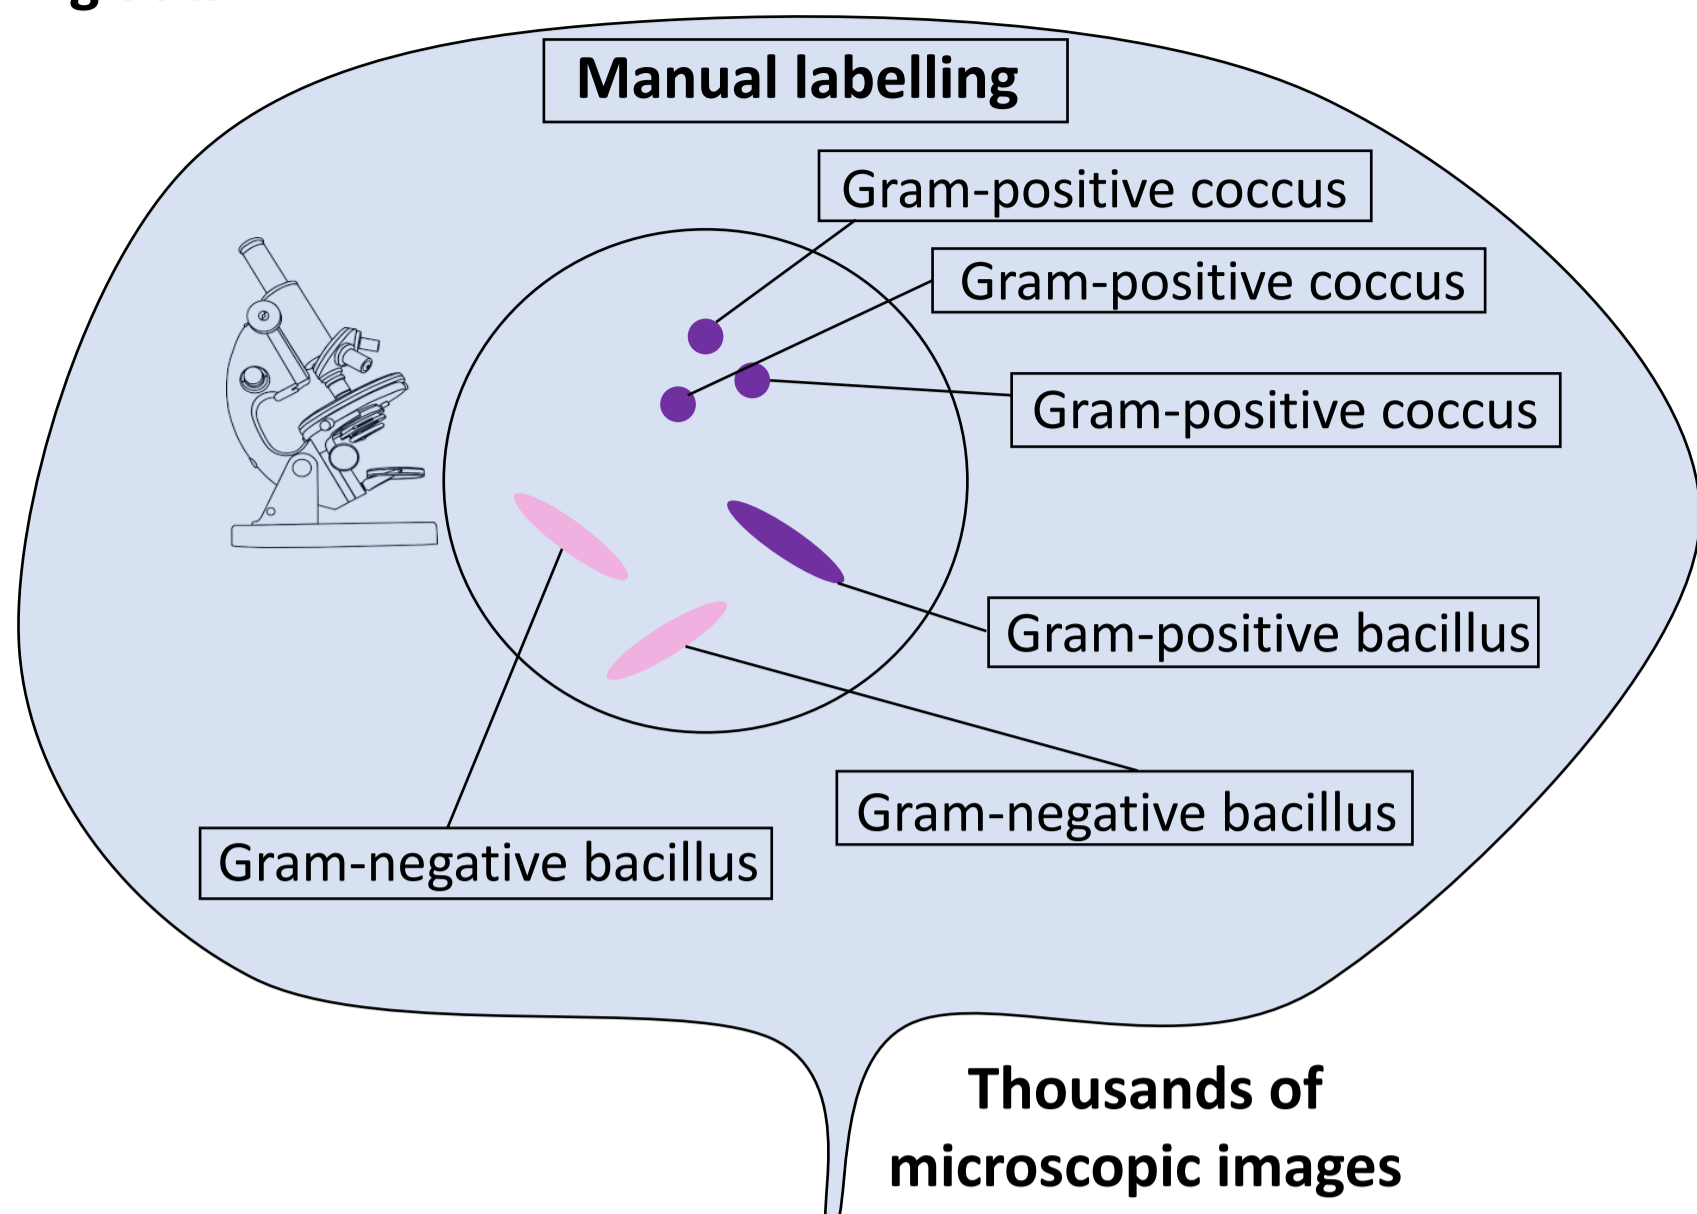 Manual labelling
Gram-positive coccus
Gram-positive coccus
Gram-positive coccus
Gram-positive bacillus
Gram-negative bacillus
Gram-negative bacillus
Thousands of
microscopic images